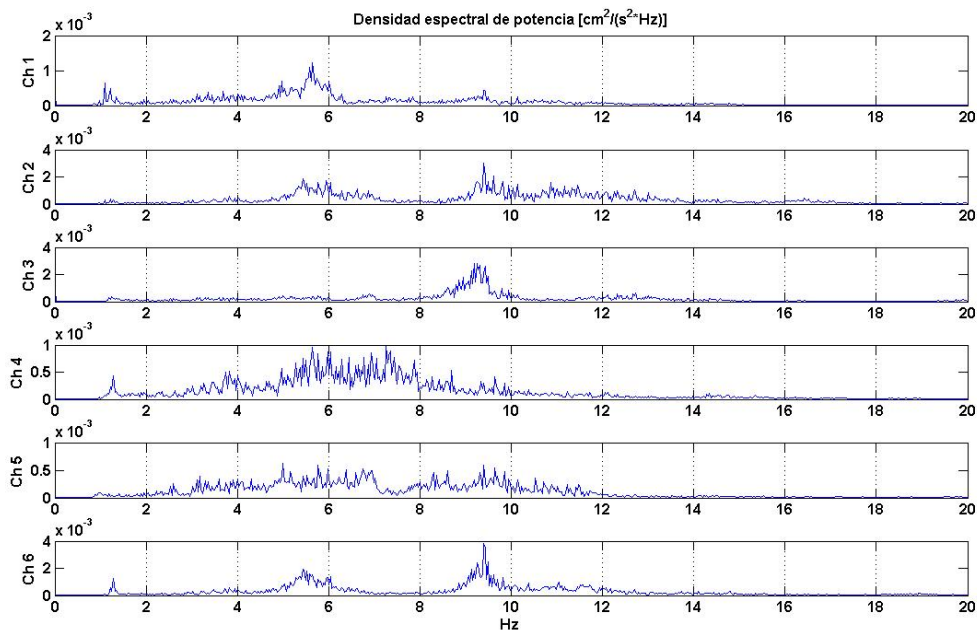 Densidad espectral de potencia [cm²/(s²*Hz)]
x 10⁻³
2
1
0
Ch 1
0 2 4 6 8 10 12 14 16 18 20
x 10⁻³
4
2
0
Ch 2
0 2 4 6 8 10 12 14 16 18 20
x 10⁻³
4
2
0
Ch 3
0 2 4 6 8 10 12 14 16 18 20
x 10⁻³
1
0.5
0
Ch 4
0 2 4 6 8 10 12 14 16 18 20
x 10⁻³
1
0.5
0
Ch 5
0 2 4 6 8 10 12 14 16 18 20
x 10⁻³
4
2
0
Ch 6
0 2 4 6 8 10 12 14 16 18 20
Hz